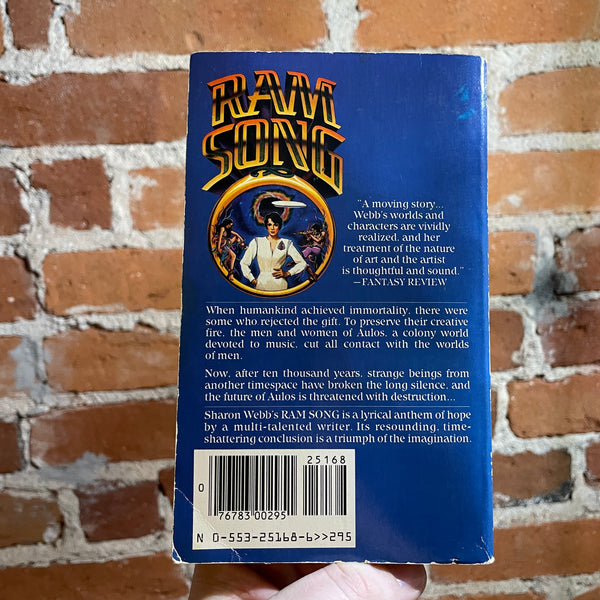 RAM
SONG
"A moving story...
Webb's worlds and
characters are vividly
realized, and her
treatment of the nature
of art and the artist
is thoughtful and sound."
—FANTASY REVIEW
When humankind achieved immortality, there were
some who rejected the gift. To preserve their creative
fire, the men and women of Aulos, a colony world
devoted to music, cut all contact with the worlds
of men.
Now, after ten thousand years, strange beings from
another timespace have broken the long silence, and
the future of Aulos is threatened with destruction...
Sharon Webb's RAM SONG is a lyrical anthem of hope
by a multi-talented writer. Its resounding, time-
shattering conclusion is a triumph of the imagination.
25168
0
76783 00295
N 0-553-25168-6>>295